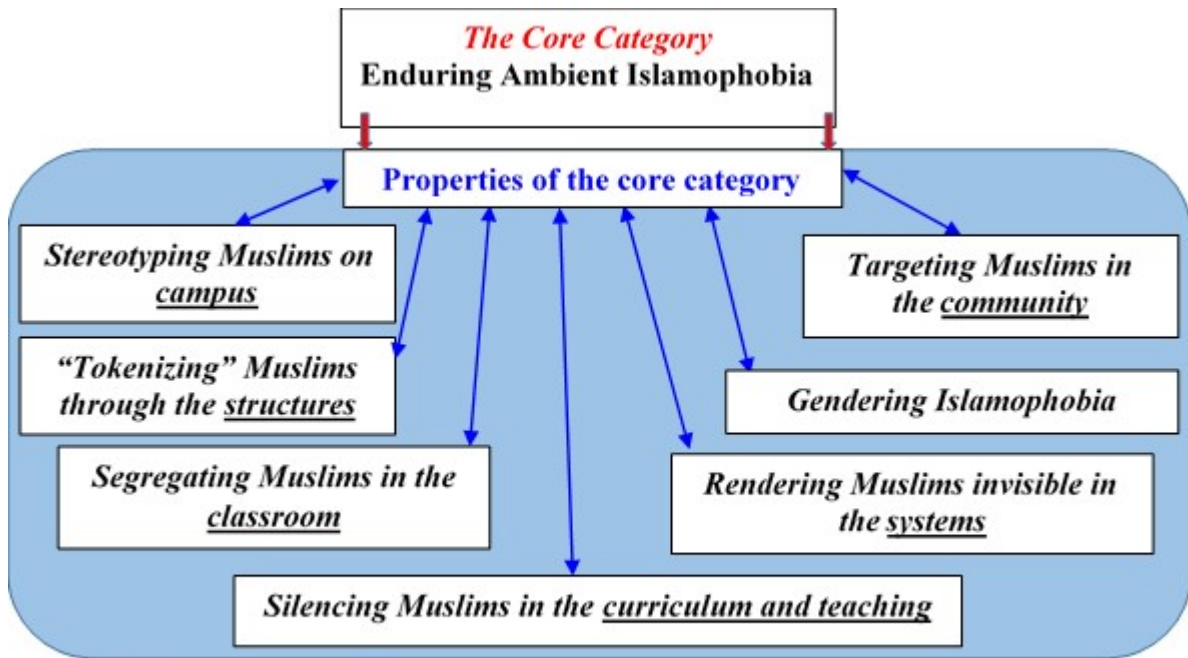 The Core Category
Enduring Ambient Islamophobia
Properties of the core category
Stereotyping Muslims on
campus
“Tokenizing” Muslims
through the structures
Segregating Muslims in the
classroom
Silencing Muslims in the curriculum and teaching
Rendering Muslims invisible in
the systems
Gendering Islamophobia
Targeting Muslims in
the community